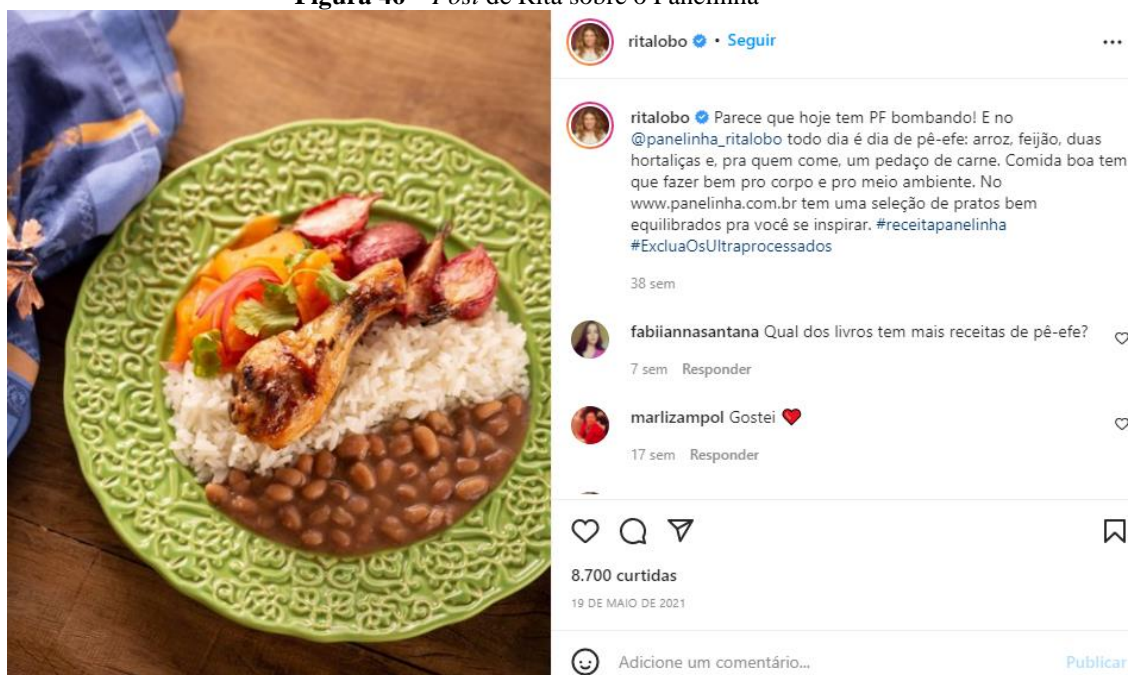 Figura 46 – Post de Rita sobre o Panelinha
ritalobo • Seguir
ritalobo Parece que hoje tem PF bombando! E no
@panelinha_ritalobo todo dia é dia de pê-efe: arroz, feijão, duas
hortaliças e, pra quem come, um pedaço de carne. Comida boa tem
que fazer bem pro corpo e pro meio ambiente. No
www.panelinha.com.br tem uma seleção de pratos bem
equilibrados pra você se inspirar. #receitapanelinha
#ExcluaOsUltraprocessados
38 sem
fabiiannasantana Qual dos livros tem mais receitas de pê-efe?
7 sem Responder
marlizampol Gostei ❤️
17 sem Responder
8.700 curtidas
19 DE MAIO DE 2021
Adicione um comentário... Publicar